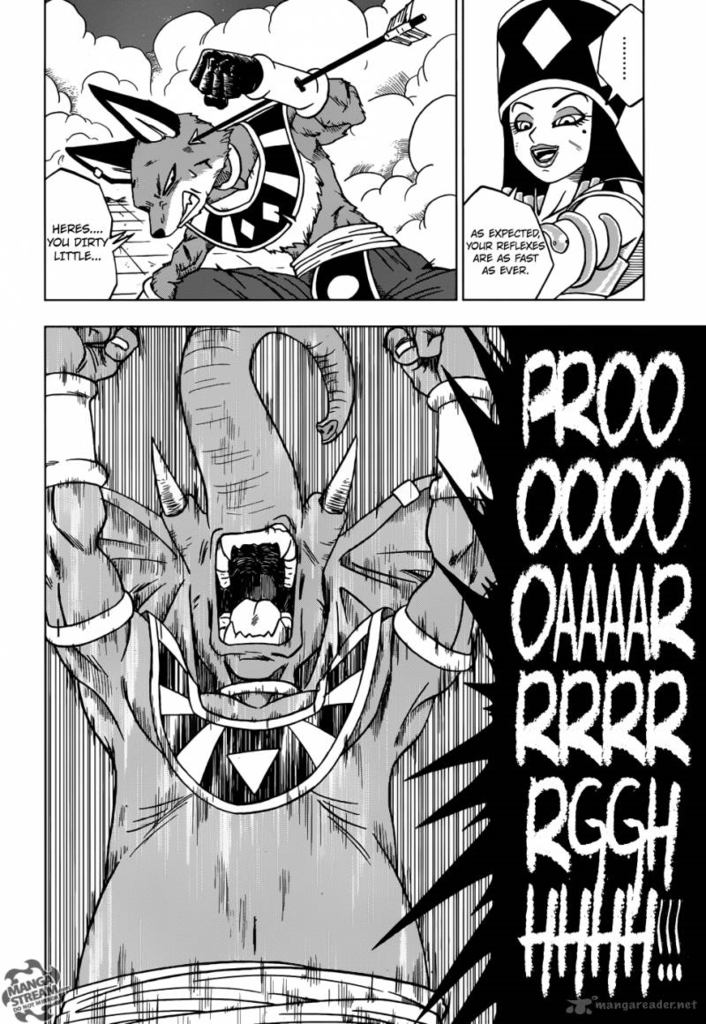 HERES....
YOU DIRTY
LITTLE...
........
AS EXPECTED,
YOUR REFLEXES
ARE AS FAST
AS EVER.
PROO
OOOO
OAAAAR
RRRR
RGGH
HHHH!!!!
MANGA
STREAM
mangareader.net